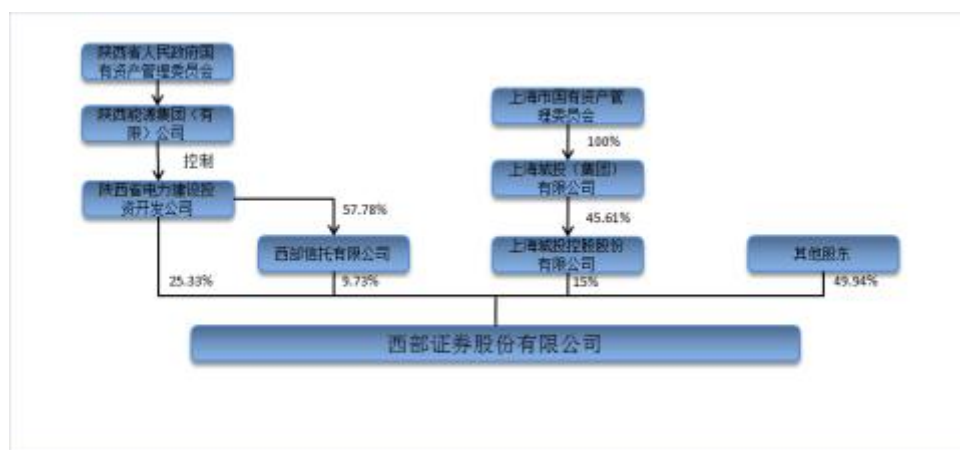 陕西省人民政府国
有资产管理委员会
陕西能源集团（有
限）公司
控制
陕西省电力建设投
资开发公司
57.78%
西部信托有限公司
25.33%
9.73%
上海市国有资产管
理委员会
100%
上海城投（集团）
有限公司
45.61%
上海城投控股股份
有限公司
15%
其他股东
49.94%
西部证券股份有限公司